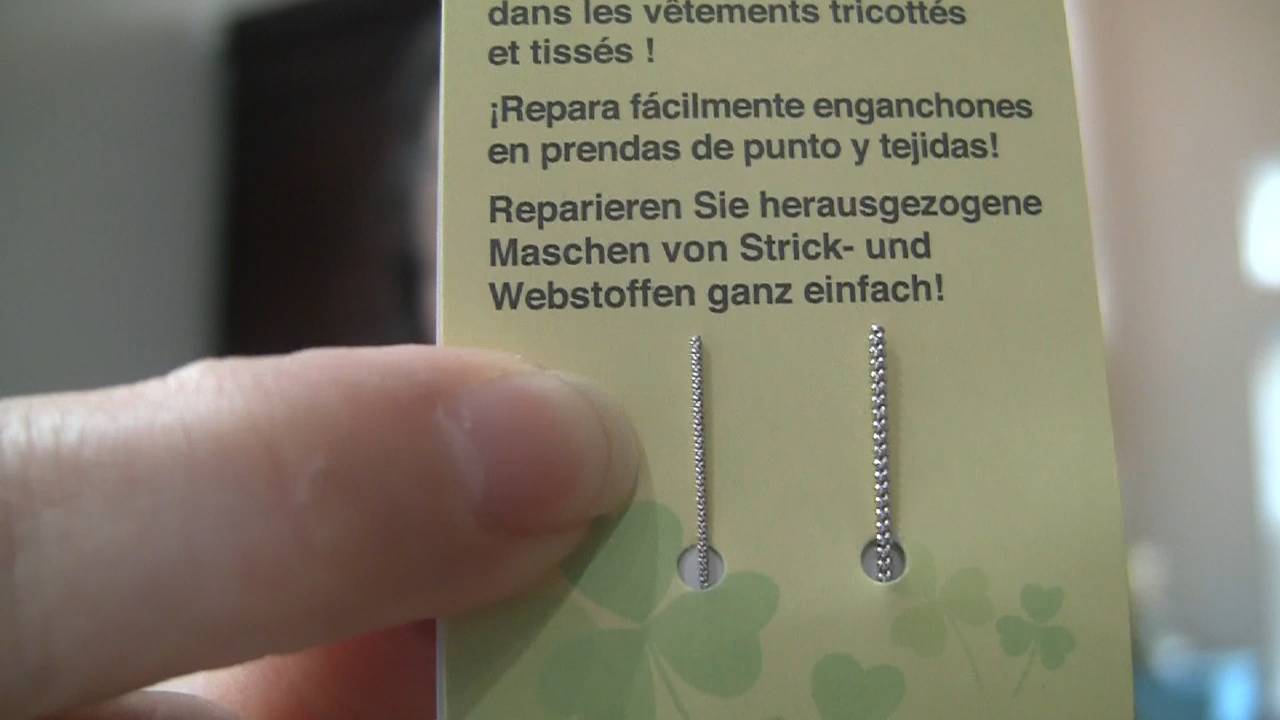 dans les vêtements tricottés
et tissés !
¡Repara fácilmente enganchones
en prendas de punto y tejidas!
Reparieren Sie herausgezogene
Maschen von Strick- und
Webstoffen ganz einfach!